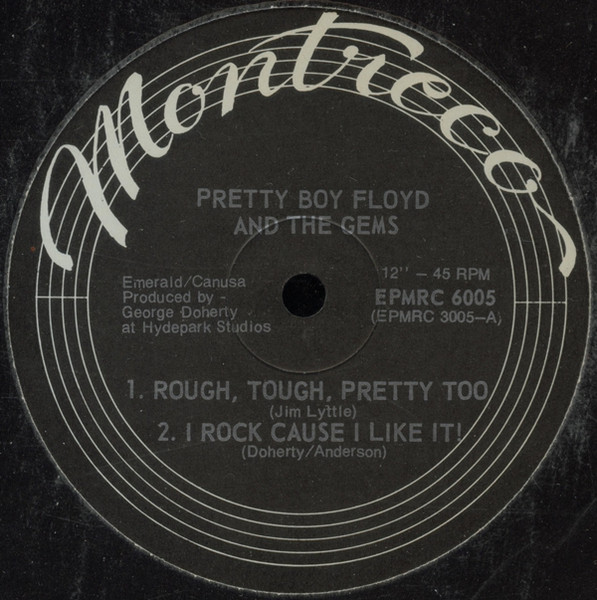 Montreco
PRETTY BOY FLOYD
AND THE GEMS
Emerald/Canusa
Produced by -
George Doherty
at Hydepark Studios
12'' – 45 RPM
EPMRC 6005
(EPMRC 3005–A)
1. ROUGH, TOUGH, PRETTY TOO
(Jim Lyttle)
2. I ROCK CAUSE I LIKE IT!
(Doherty/Anderson)